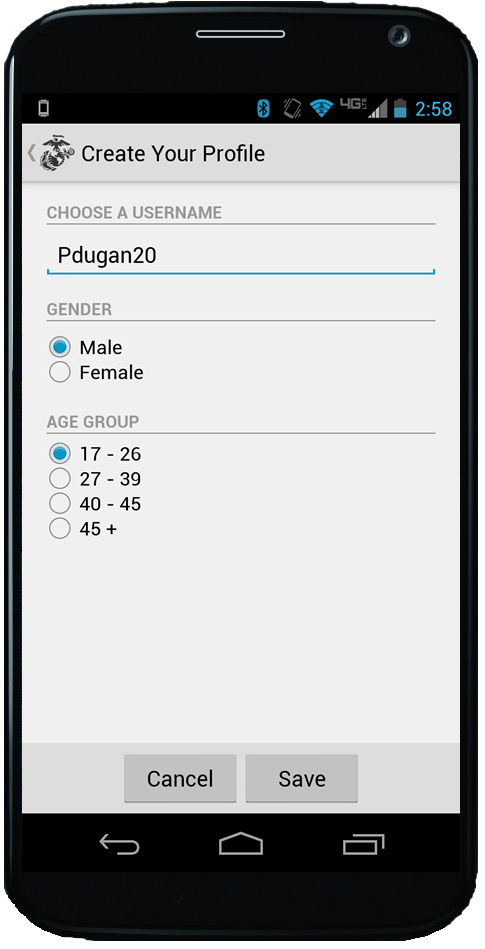 4G 2:58
Create Your Profile
CHOOSE A USERNAME
Pdugan20
GENDER
Male
Female
AGE GROUP
17 - 26
27 - 39
40 - 45
45 +
Cancel Save